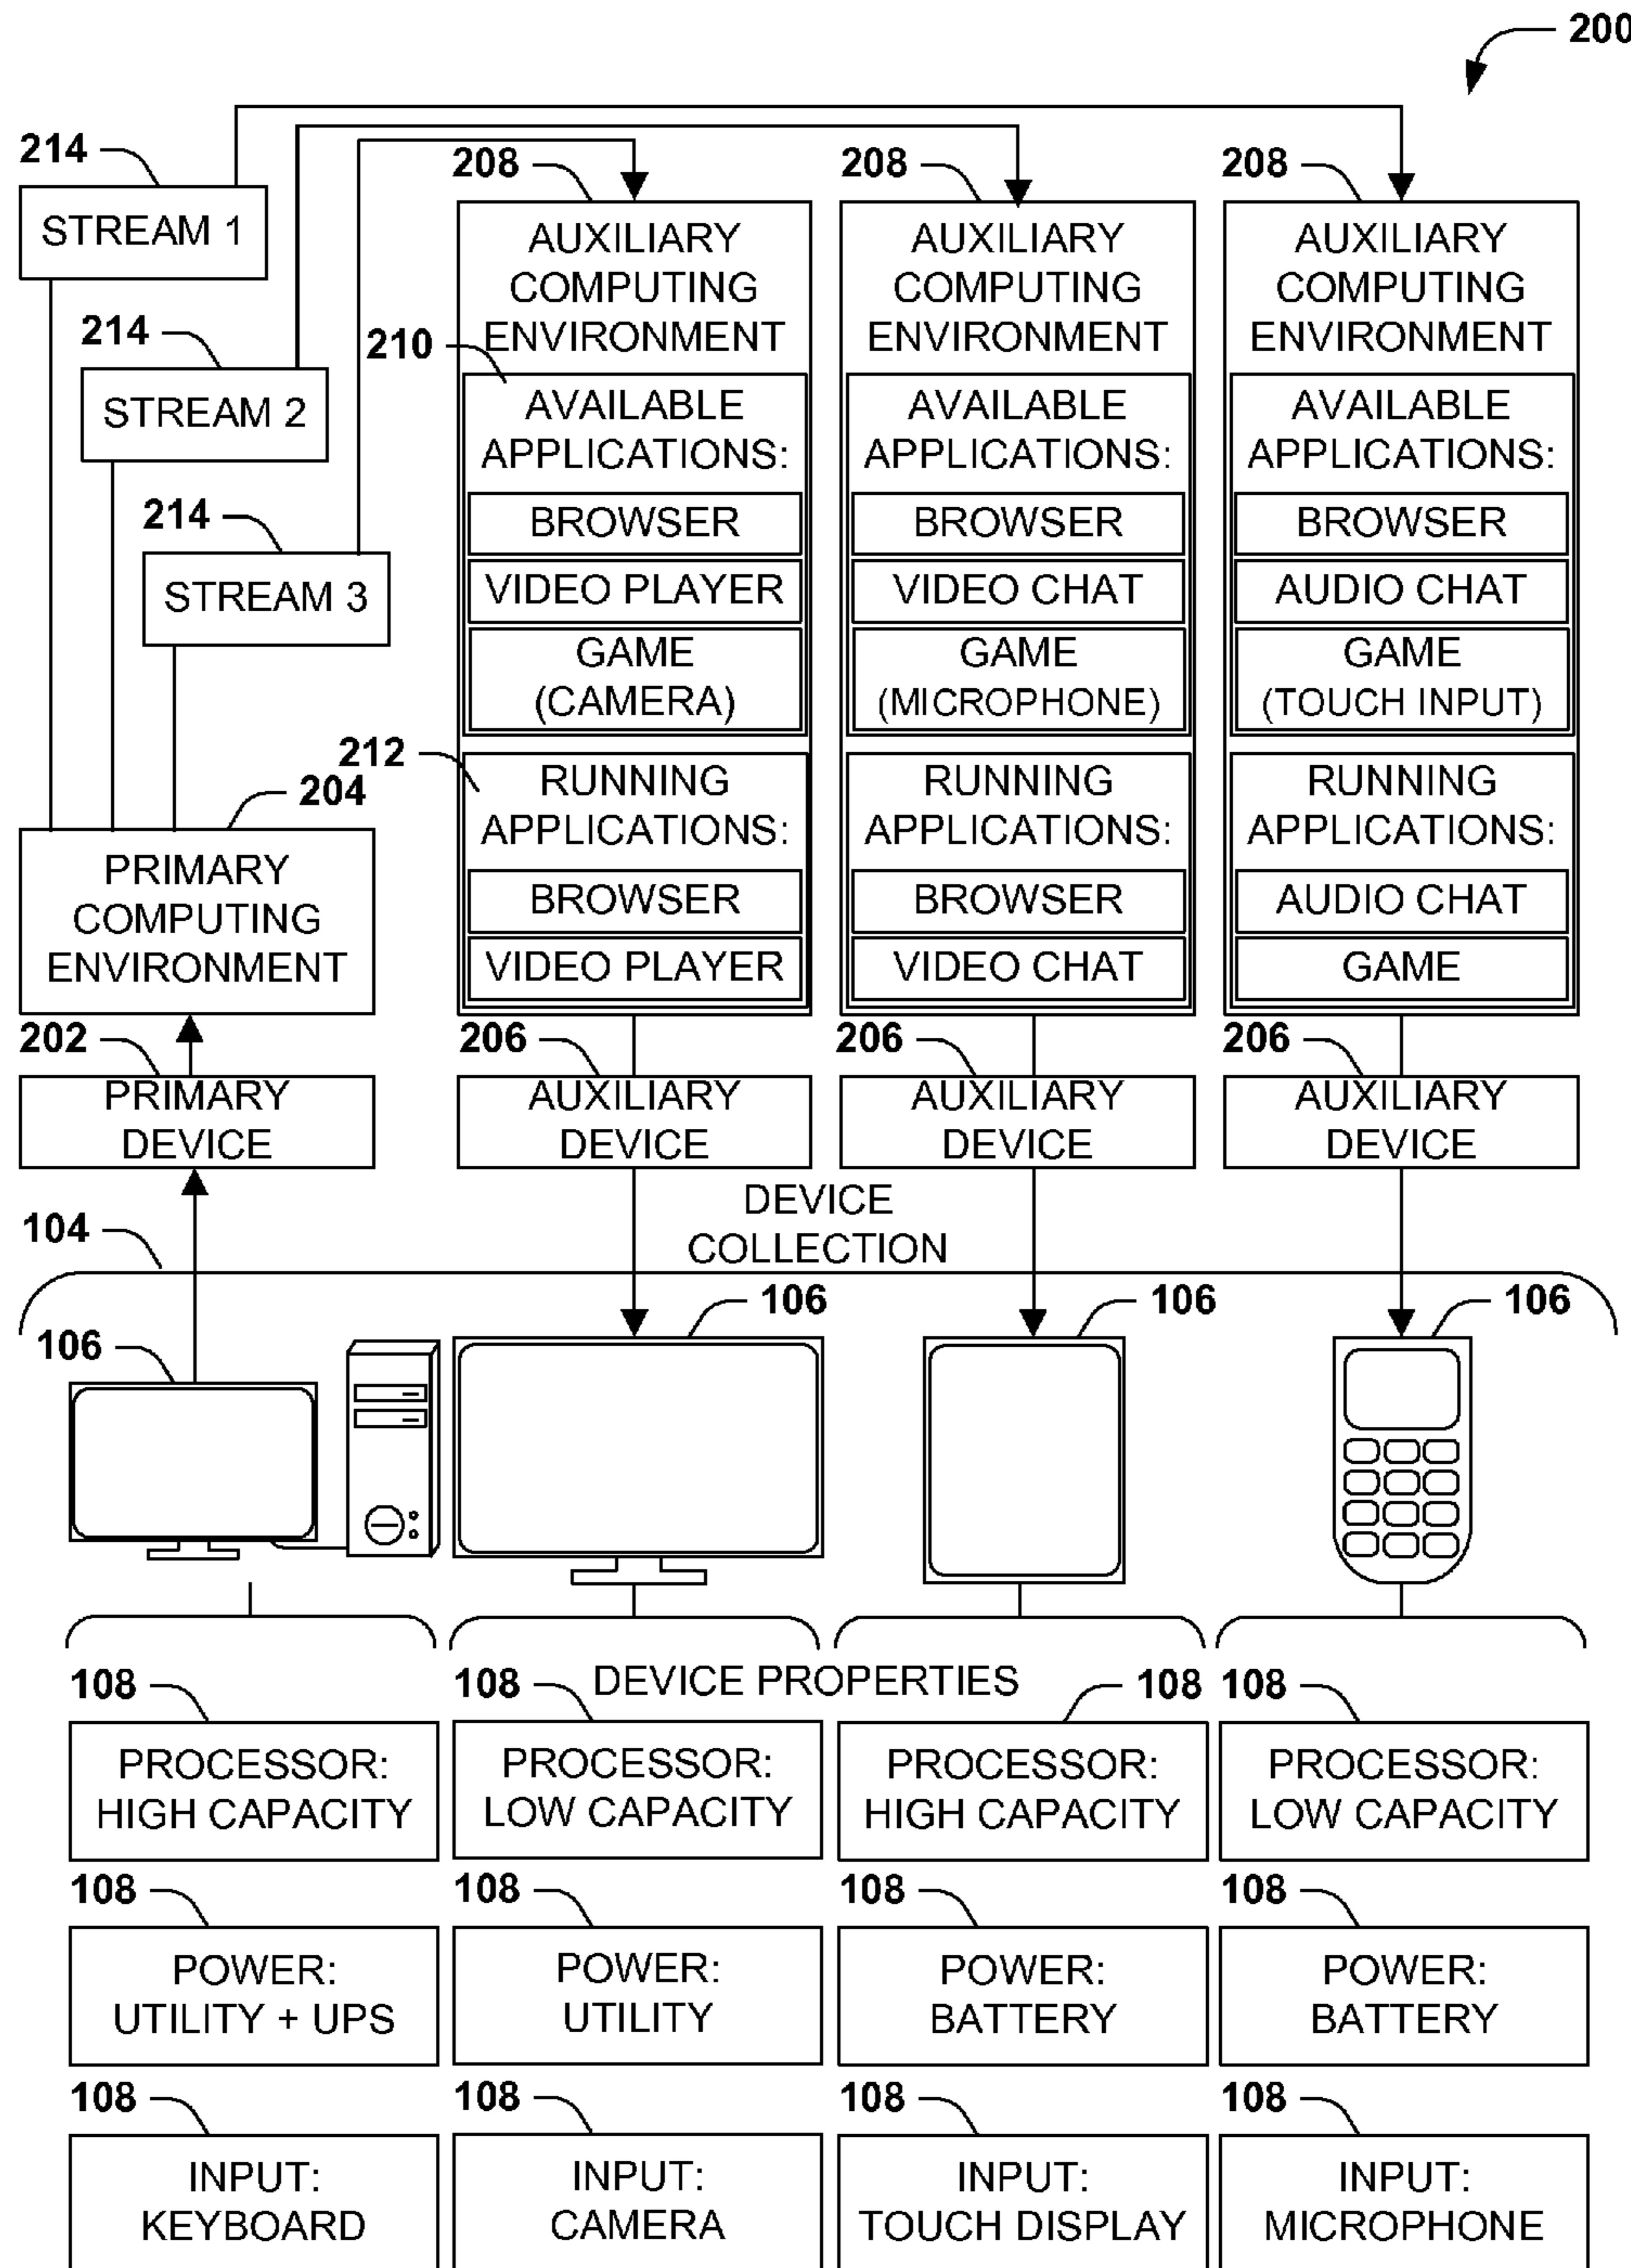 200
214
STREAM 1
214
STREAM 2
214
STREAM 3
204
PRIMARY
COMPUTING
ENVIRONMENT
202
PRIMARY
DEVICE
208
AUXILIARY
COMPUTING
ENVIRONMENT
210
AVAILABLE
APPLICATIONS:
BROWSER
VIDEO PLAYER
GAME
(CAMERA)
212
RUNNING
APPLICATIONS:
BROWSER
VIDEO PLAYER
206
AUXILIARY
DEVICE
208
AUXILIARY
COMPUTING
ENVIRONMENT
AVAILABLE
APPLICATIONS:
BROWSER
VIDEO CHAT
GAME
(MICROPHONE)
RUNNING
APPLICATIONS:
BROWSER
VIDEO CHAT
206
AUXILIARY
DEVICE
208
AUXILIARY
COMPUTING
ENVIRONMENT
AVAILABLE
APPLICATIONS:
BROWSER
AUDIO CHAT
GAME
(TOUCH INPUT)
RUNNING
APPLICATIONS:
AUDIO CHAT
GAME
206
AUXILIARY
DEVICE
104
DEVICE
COLLECTION
106
106
106
106
DEVICE PROPERTIES
108
PROCESSOR:
HIGH CAPACITY
108
PROCESSOR:
LOW CAPACITY
108
PROCESSOR:
HIGH CAPACITY
108
PROCESSOR:
LOW CAPACITY
108
POWER:
UTILITY + UPS
108
POWER:
UTILITY
108
POWER:
BATTERY
108
POWER:
BATTERY
108
INPUT:
KEYBOARD
108
INPUT:
CAMERA
108
INPUT:
TOUCH DISPLAY
108
INPUT:
MICROPHONE